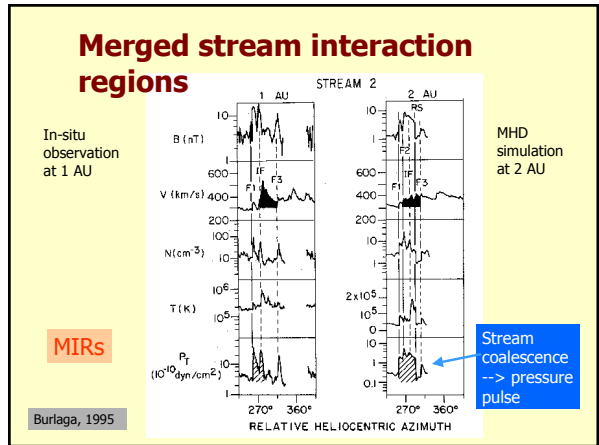 Merged stream interaction
regions
STREAM 2
1 AU
2 AU
RS
In-situ
observation
at 1 AU
MHD
simulation
at 2 AU
B (nT)
10
1
10
1
F2
IF
F1
F3
IF
F1
F3
V (km/s)
600
400
200
600
400
200
N(cm⁻³)
100
10
1
10
1
T(K)
10⁶
10⁵
2x10⁵
10⁵
0
P_T
(10⁻¹⁰dyn/cm²)
10
1
10
1
0.1
MIRs
Stream
coalescence
--> pressure
pulse
270° 360° 270° 360°
RELATIVE HELIOCENTRIC AZIMUTH
Burlaga, 1995